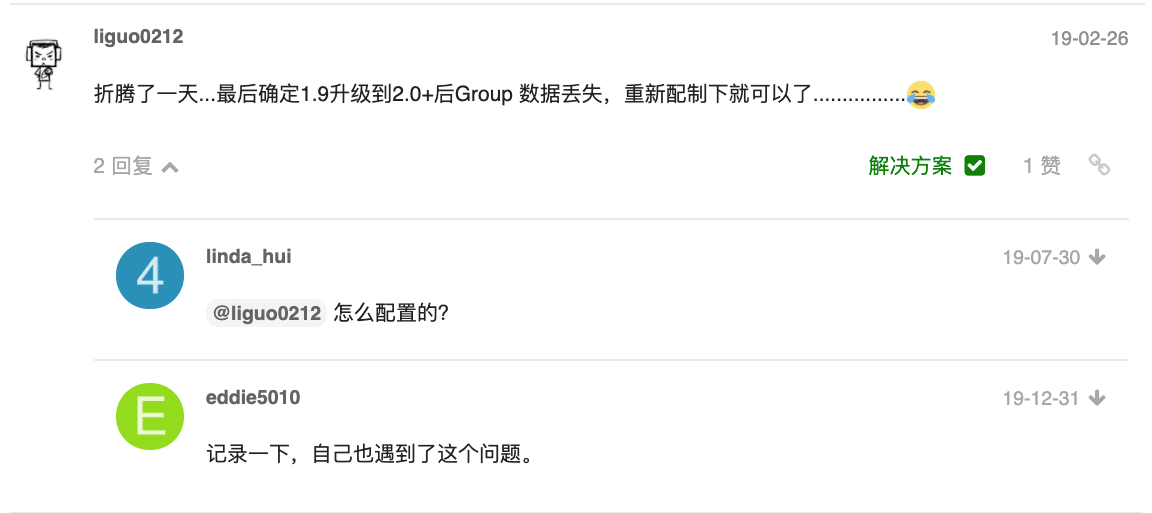 liguo0212 19-02-26
折腾了一天...最后确定1.9升级到2.0+后Group 数据丢失，重新配制下就可以了................😂
2 回复 解决方案 1 赞
4 linda_hui 19-07-30
@liguo0212 怎么配置的?
E eddie5010 19-12-31
记录一下，自己也遇到了这个问题。